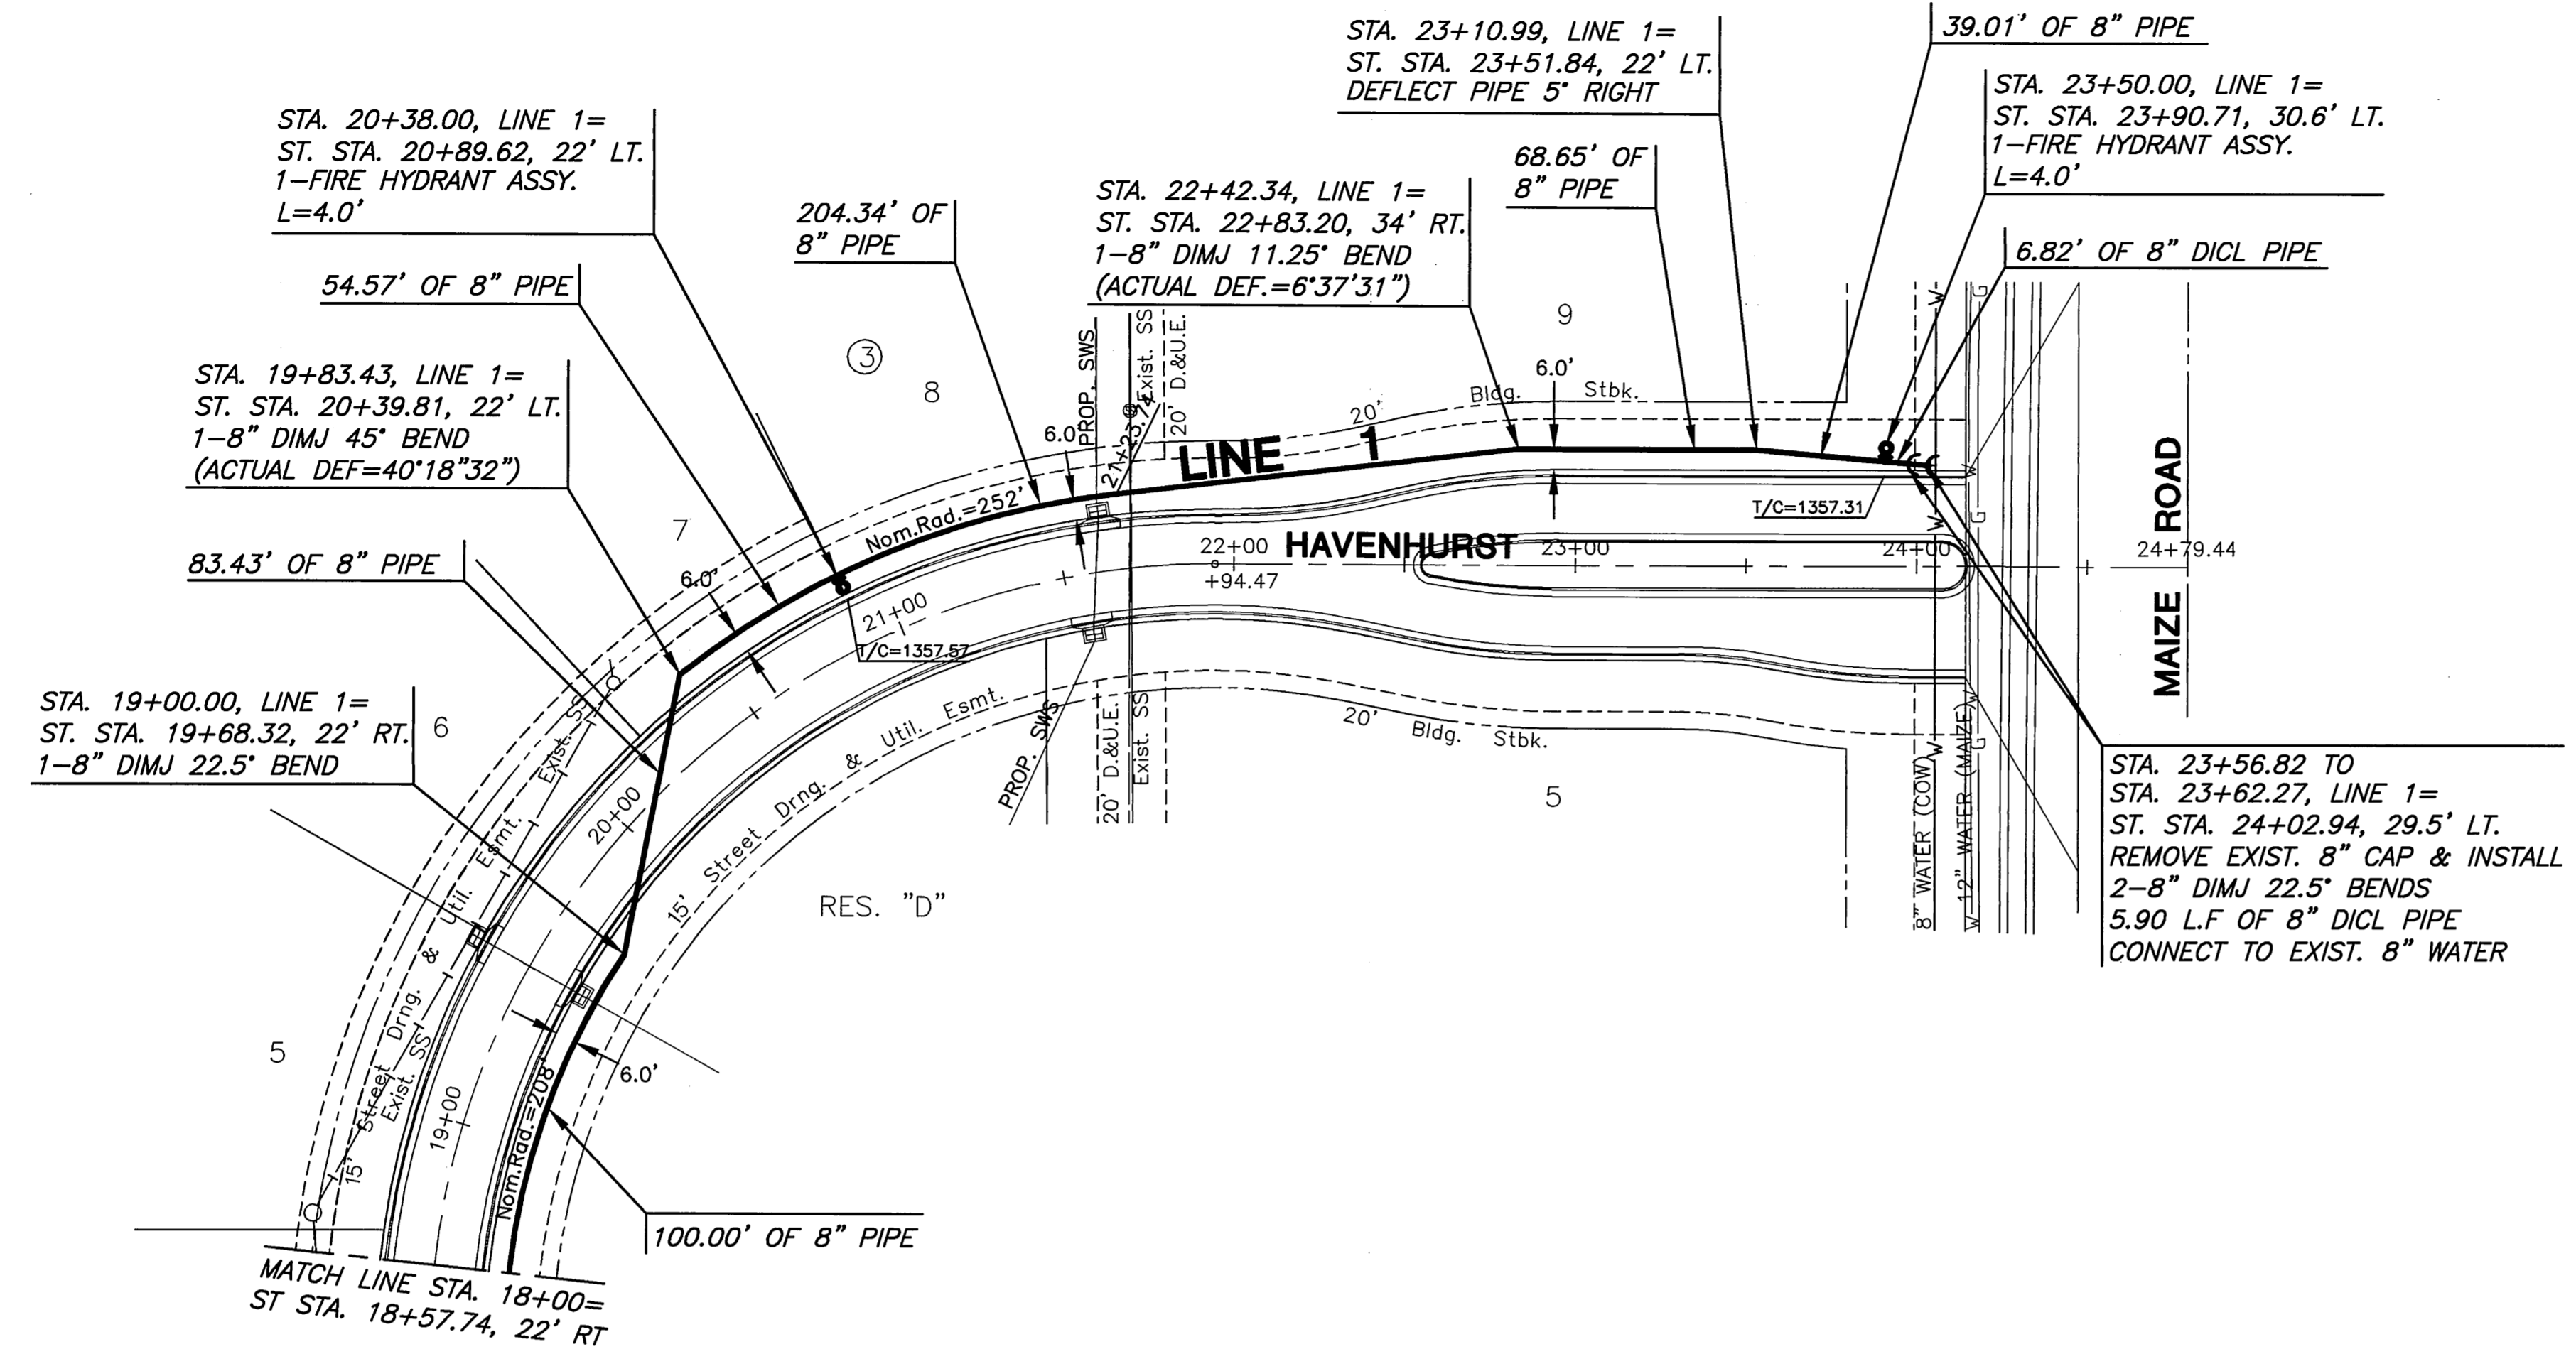 STA. 23+10.99, LINE 1=
ST. STA. 23+51.84, 22' LT.
DEFLECT PIPE 5° RIGHT
39.01' OF 8" PIPE
STA. 23+50.00, LINE 1=
ST. STA. 23+90.71, 30.6' LT.
1-FIRE HYDRANT ASSY.
L=4.0'
STA. 20+38.00, LINE 1=
ST. STA. 20+89.62, 22' LT.
1-FIRE HYDRANT ASSY.
L=4.0'
204.34' OF
8" PIPE
STA. 22+42.34, LINE 1=
ST. STA. 22+83.20, 34' RT.
1-8" DIMJ 11.25° BEND
(ACTUAL DEF.=6°37'31")
68.65' OF
8" PIPE
6.82' OF 8" DICL PIPE
54.57' OF 8" PIPE
STA. 19+83.43, LINE 1=
ST. STA. 20+39.81, 22' LT.
1-8" DIMJ 45° BEND
(ACTUAL DEF=40°18"32")
83.43' OF 8" PIPE
STA. 19+00.00, LINE 1=
ST. STA. 19+68.32, 22' RT.
1-8" DIMJ 22.5° BEND
3
8
7
6
5
9
5
PROP. SWS
Exist. SS
20' D.&U.E.
21+23.74
6.0'
6.0'
6.0'
6.0'
20' Bldg. Stbk.
LINE 1
Nom.Rad.=252'
HAVENHURST
T/C=1357.31
T/C=1357.57
19+00
20+00
21+00
22+00
+94.47
23+00
24+00
24+79.44
MAIZE ROAD
W
G
W
G
W
W
G
W
W
8" WATER (COW)
12" WATER (MAIZE)
20' Bldg. Stbk.
15' Street Drng. & Util. Esmt.
PROP. SWS
20' D.&U.E.
Exist. SS
RES. "D"
Exist. SS
15' Street Drng. & Util. Esmt.
Exist. SS
Nom.Rad.=208'
100.00' OF 8" PIPE
STA. 23+56.82 TO
STA. 23+62.27, LINE 1=
ST. STA. 24+02.94, 29.5' LT.
REMOVE EXIST. 8" CAP & INSTALL
2-8" DIMJ 22.5° BENDS
5.90 L.F OF 8" DICL PIPE
CONNECT TO EXIST. 8" WATER
MATCH LINE STA. 18+00=
ST STA. 18+57.74, 22' RT